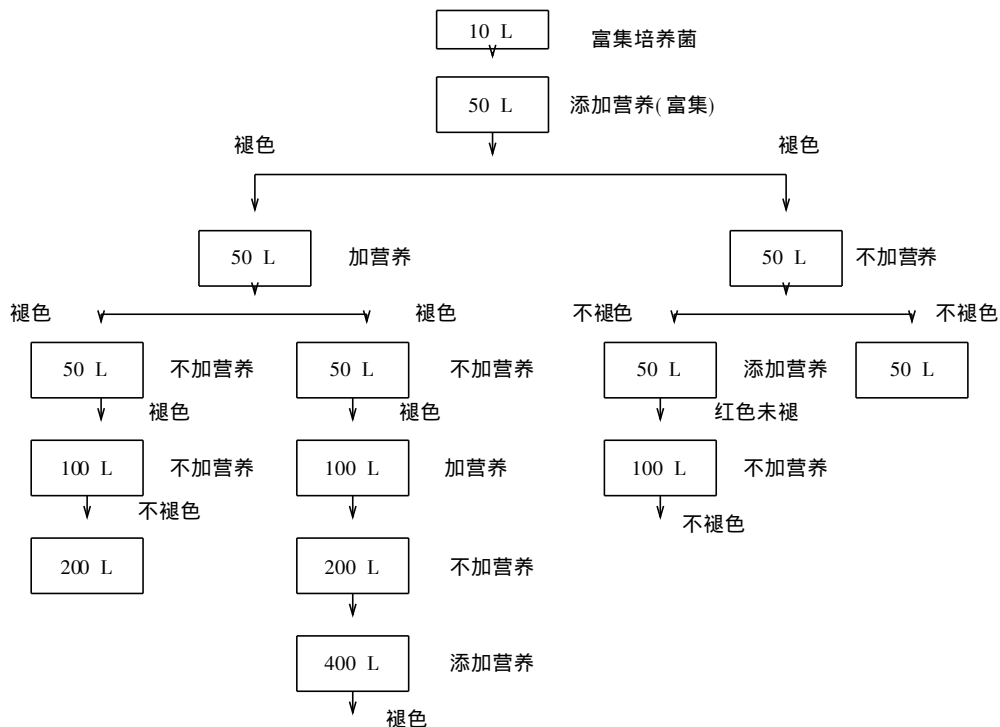 10 L
富集培养菌
50 L 添加营养(富集)
褪色 褪色
50 L 加营养 50 L 不加营养
褪色 褪色 不褪色 不褪色
50 L 不加营养 50 L 不加营养 50 L 添加营养 50 L
褪色 褪色 红色未褪
100 L 不加营养 100 L 加营养 100 L 不加营养
不褪色 不褪色
200 L 200 L 不加营养
400 L 添加营养
褪色